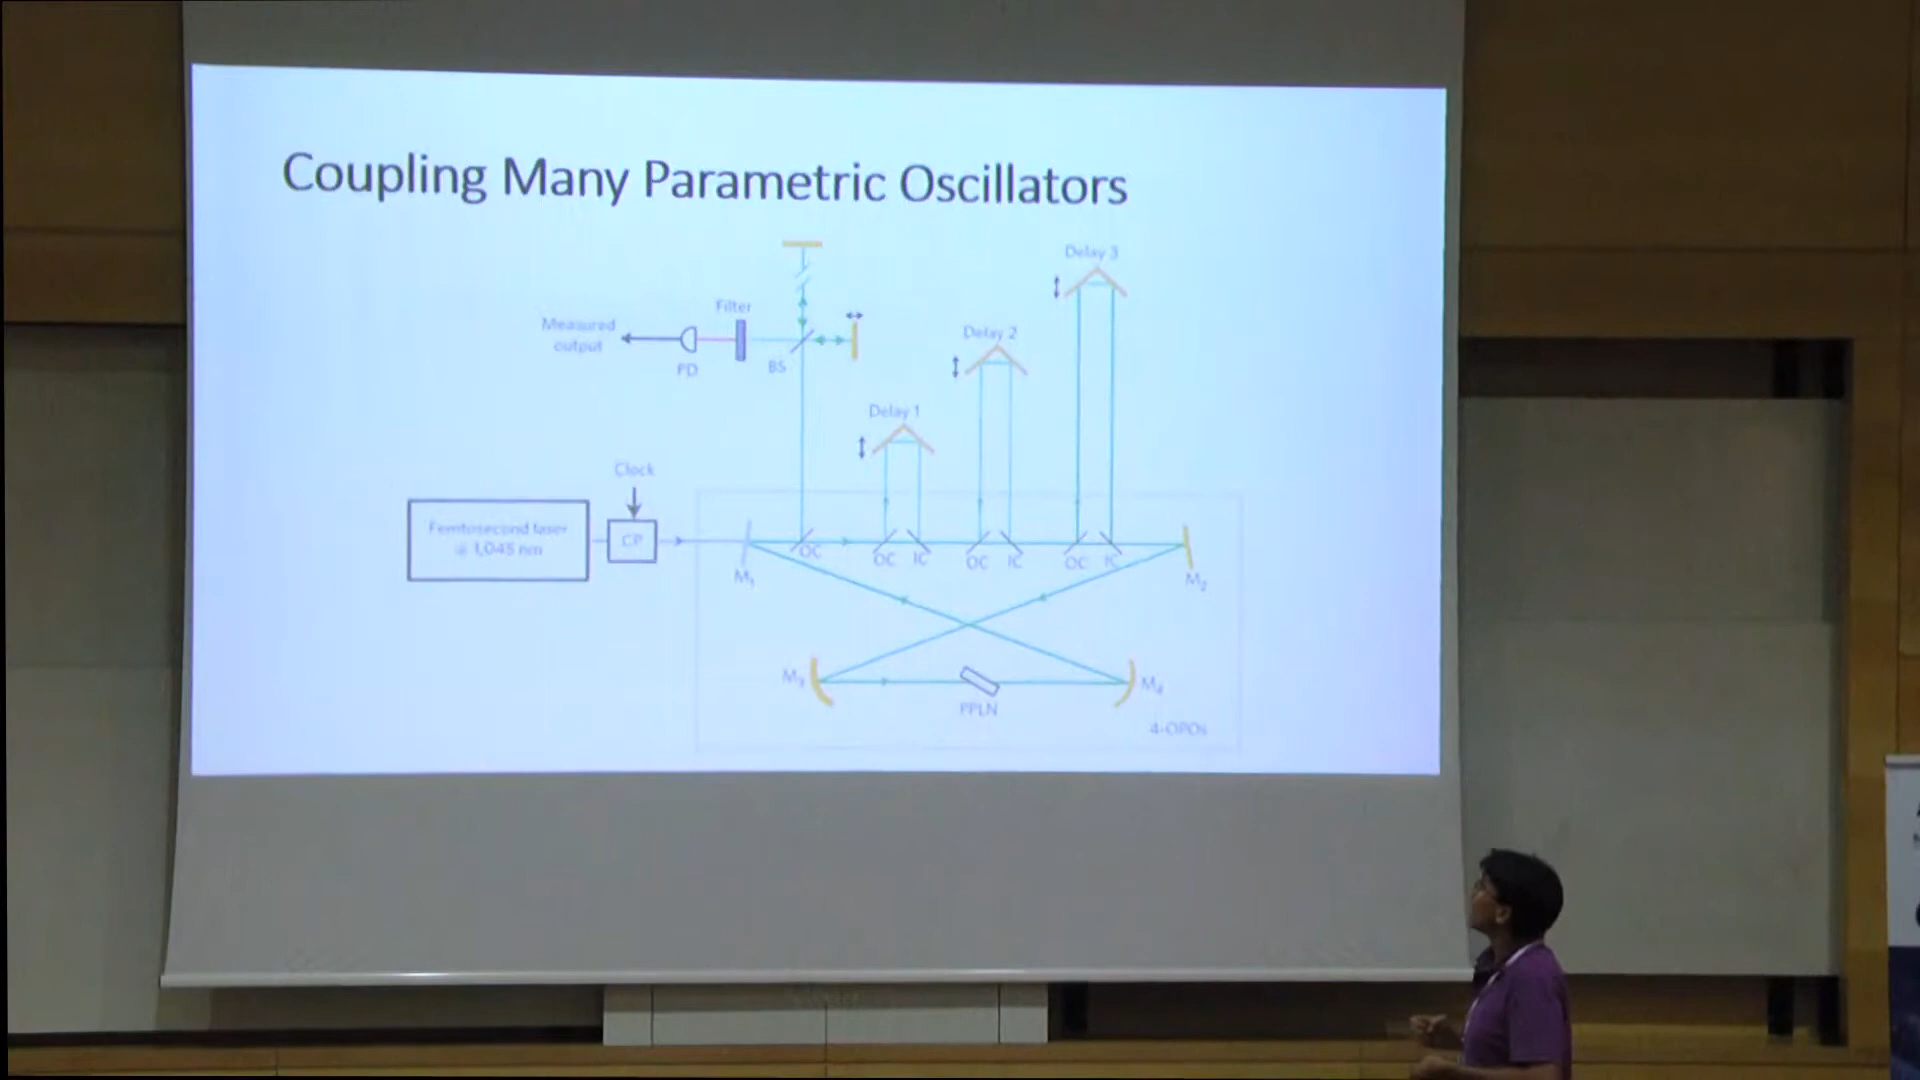 Coupling Many Parametric Oscillators
Delay 3
Filter
Measured
output
Delay 2
PD
BS
Delay 1
Clock
Femtosecond laser
@ 1,045 nm
CP
OC
OC
IC
OC
IC
OC
IC
M1
M2
M3
M4
PPLN
4-OPOs